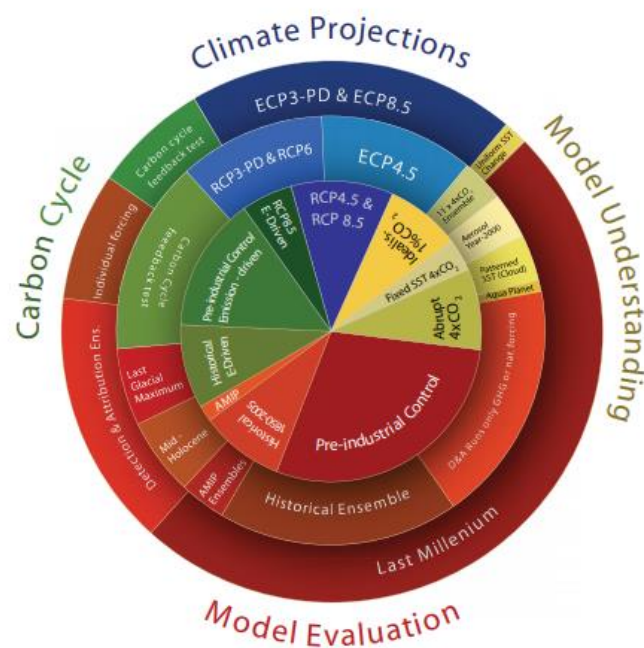 Climate Projections
Model Understanding
Model Evaluation
Carbon Cycle
ECP3-PD & ECP8.5
Uniform SST
Change
Last Millenium
Detection & Attribution Ens.
Individual forcing
Carbon cycle
feedback test
RCP3-PD & RCP6
ECP4.5
11 x 4xCO2
Ensemble
Aerosol
Year-2000
Patterned
SST (Cloud)
Aqua Planet
D&A Runs only GHG or nat. forcing
Historical Ensemble
AMIP
Ensembles
Mid -
Holocene
Last
Glacial
Maximum
Carbon Cycle
feedback test
RCP4.5 &
RCP 8.5
Idealis-
1%CO2
Fixed SST 4xCO2
Abrupt
4xCO2
Pre-industrial Control
Historical
1850-2005
AMIP
Historical
E-Driven
Pre-industrial Control
Emission - driven
RCP8.5
E- Driven